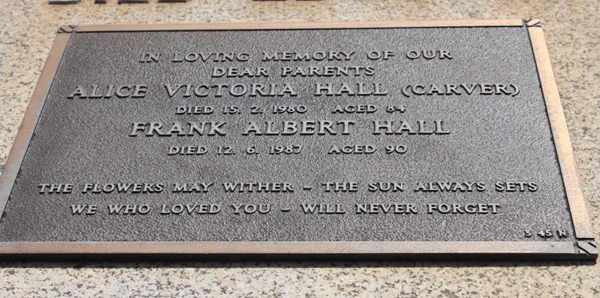 IN LOVING MEMORY OF OUR
DEAR PARENTS
ALICE VICTORIA HALL (CARVER)
DIED 15. 2. 1980 AGED 84
FRANK ALBERT HALL
DIED 12. 6. 1987 AGED 90
THE FLOWERS MAY WITHER - THE SUN ALWAYS SETS
WE WHO LOVED YOU - WILL NEVER FORGET
S 45 N